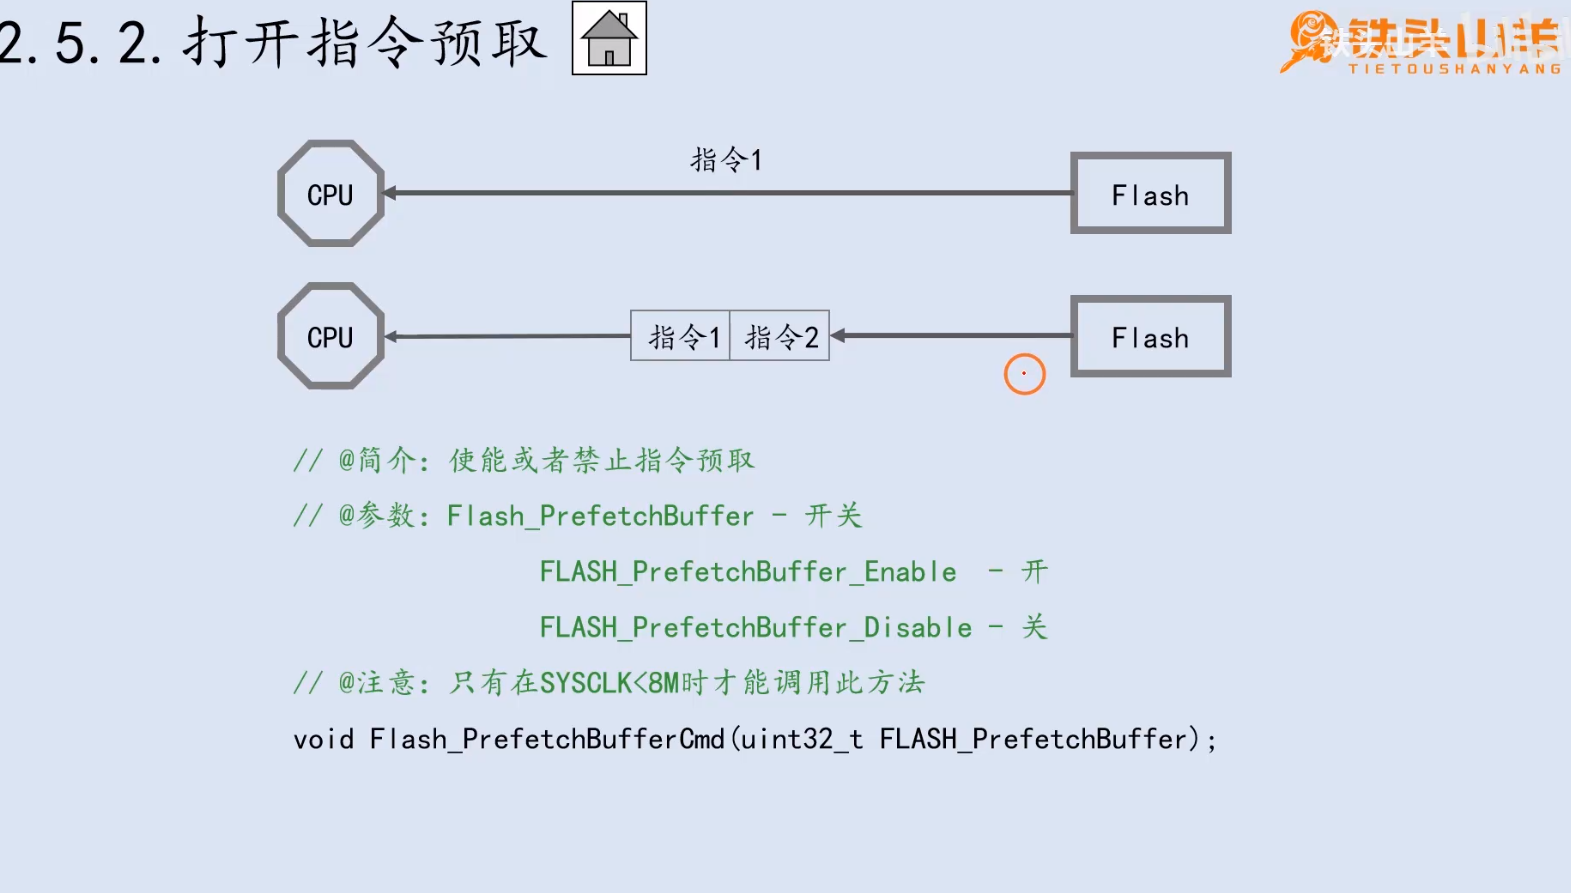 2.5.2.打开指令预取
铁头山羊
TIETOUSHANYANG
指令1
CPU
Flash
CPU
指令1 指令2
Flash
// @简介：使能或者禁止指令预取
// @参数：Flash_PrefetchBuffer - 开关
FLASH_PrefetchBuffer_Enable - 开
FLASH_PrefetchBuffer_Disable - 关
// @注意：只有在SYSCLK<8M时才能调用此方法
void Flash_PrefetchBufferCmd(uint32_t FLASH_PrefetchBuffer);